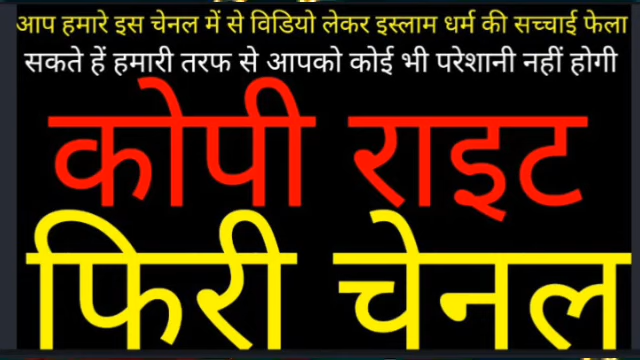 आप हमारे इस चेनल में से विडियो लेकर इस्लाम धर्म की सच्चाई फेला
सकते हें हमारी तरफ से आपको कोई भी परेशानी नहीं होगी
कोपी राइट
फिरी चेनल